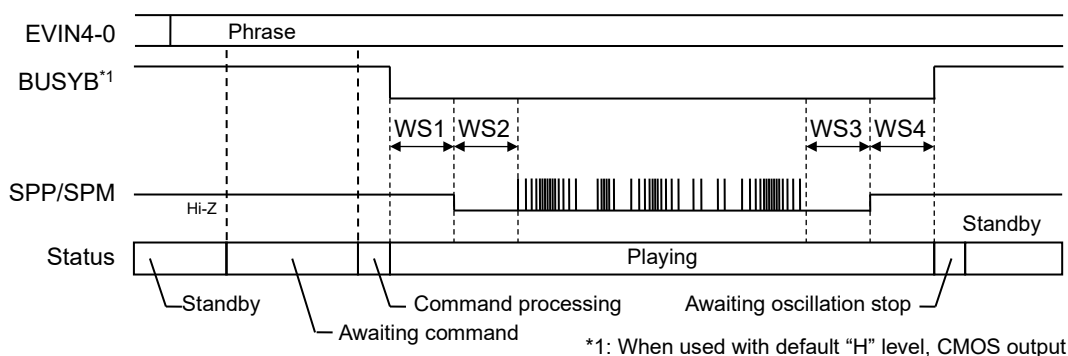 EVIN4-0
Phrase
BUSYB*1
WS1
WS2
WS3
WS4
SPP/SPM
Hi-Z
Standby
Status
Playing
Standby
Command processing
Awaiting oscillation stop
Awaiting command
*1: When used with default “H” level, CMOS output